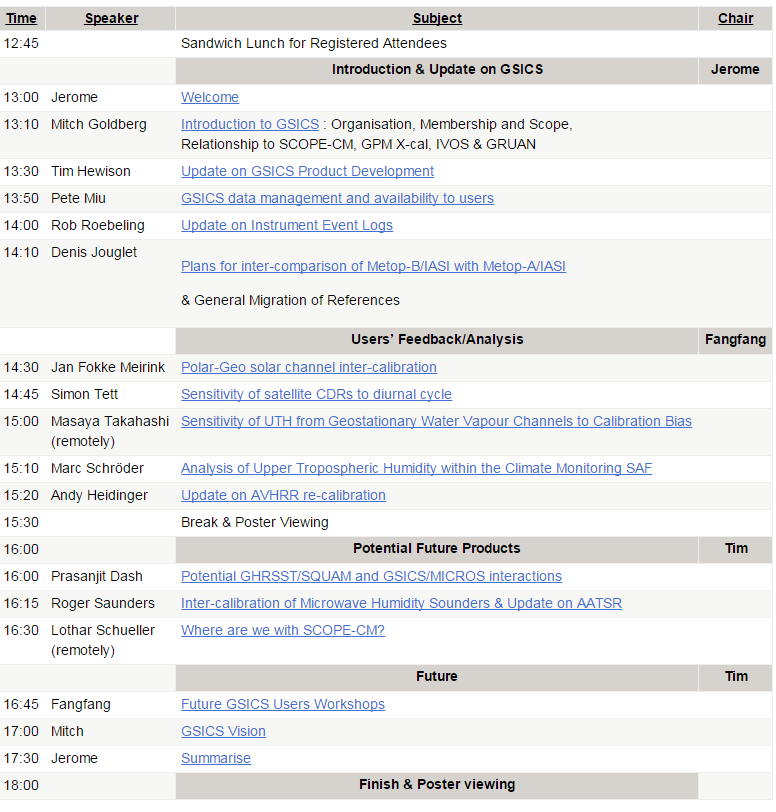 Time Speaker Subject Chair
12:45 Sandwich Lunch for Registered Attendees
Introduction & Update on GSICS Jerome
13:00 Jerome Welcome
13:10 Mitch Goldberg Introduction to GSICS : Organisation, Membership and Scope,
Relationship to SCOPE-CM, GPM X-cal, IVOS & GRUAN
13:30 Tim Hewison Update on GSICS Product Development
13:50 Pete Miu GSICS data management and availability to users
14:00 Rob Roebeling Update on Instrument Event Logs
14:10 Denis Jouglet
Plans for inter-comparison of Metop-B/IASI with Metop-A/IASI
& General Migration of References
Users’ Feedback/Analysis Fangfang
14:30 Jan Fokke Meirink Polar-Geo solar channel inter-calibration
14:45 Simon Tett Sensitivity of satellite CDRs to diurnal cycle
15:00 Masaya Takahashi Sensitivity of UTH from Geostationary Water Vapour Channels to Calibration Bias
(remotely)
15:10 Marc Schröder Analysis of Upper Tropospheric Humidity within the Climate Monitoring SAF
15:20 Andy Heidinger Update on AVHRR re-calibration
15:30 Break & Poster Viewing
16:00 Potential Future Products Tim
16:00 Prasanjit Dash Potential GHRSST/SQUAM and GSICS/MICROS interactions
16:15 Roger Saunders Inter-calibration of Microwave Humidity Sounders & Update on AATSR
16:30 Lothar Schueller Where are we with SCOPE-CM?
(remotely)
Future Tim
16:45 Fangfang Future GSICS Users Workshops
17:00 Mitch GSICS Vision
17:30 Jerome Summarise
18:00 Finish & Poster viewing